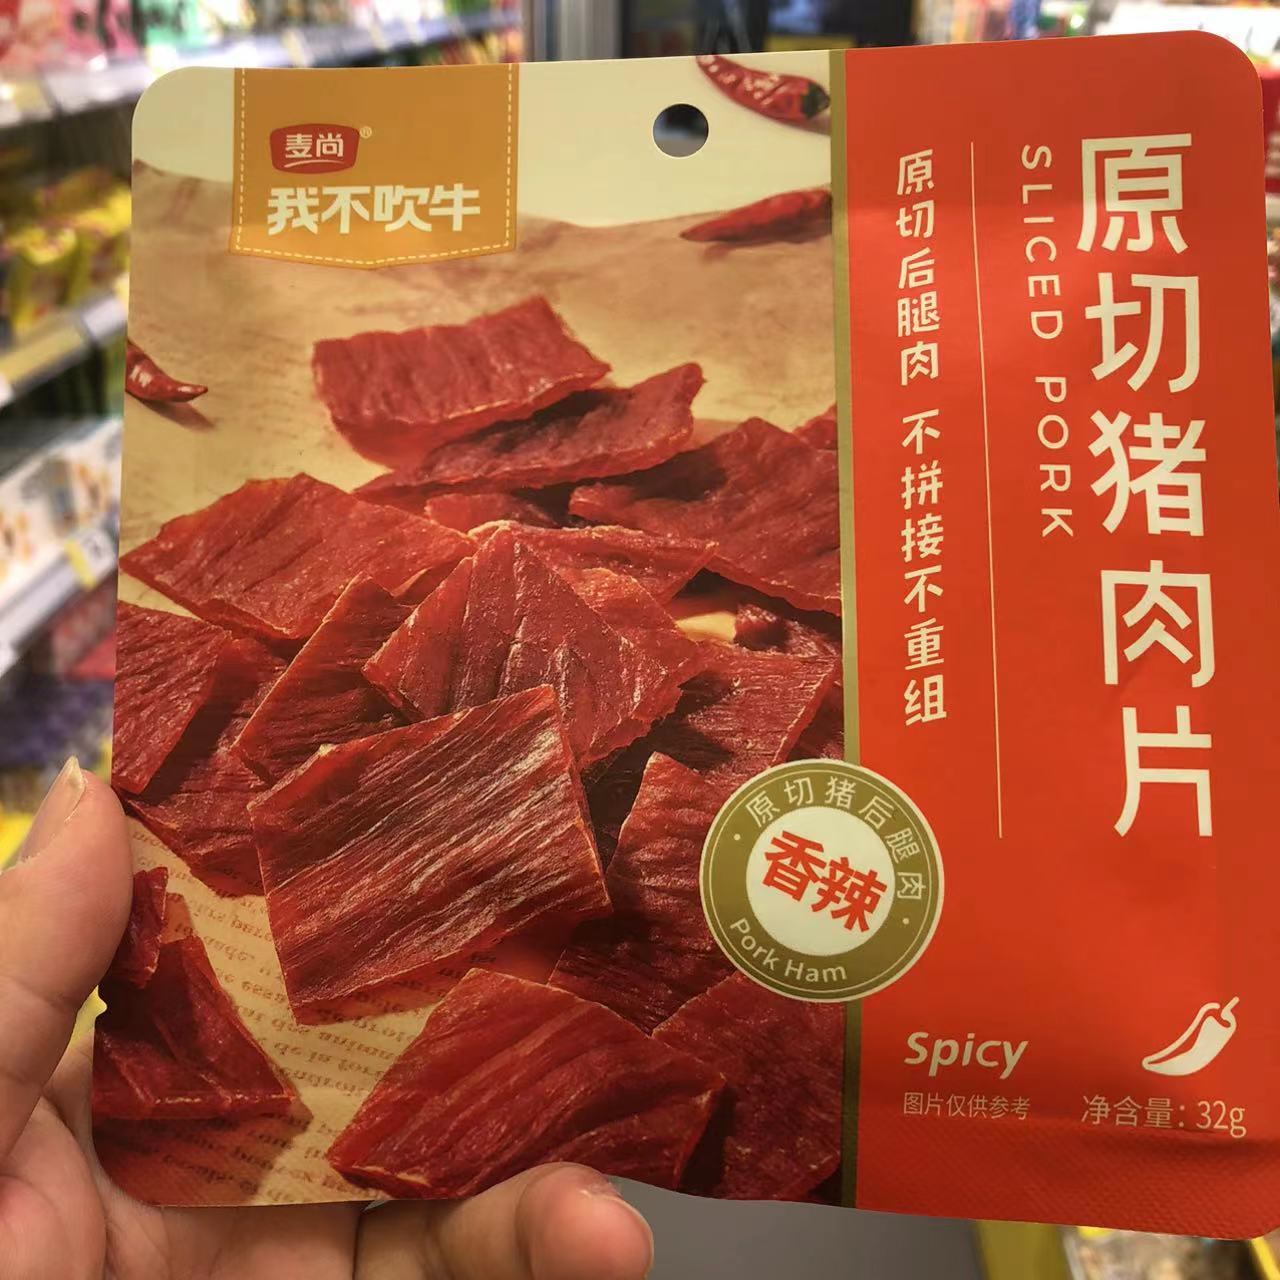 麦尚®
我不吹牛
原切猪肉片
SLICED PORK
原切后腿肉 不拼接不重组
·原切猪后腿肉·
香辣
Pork Ham
Spicy
图片仅供参考
净含量：32g